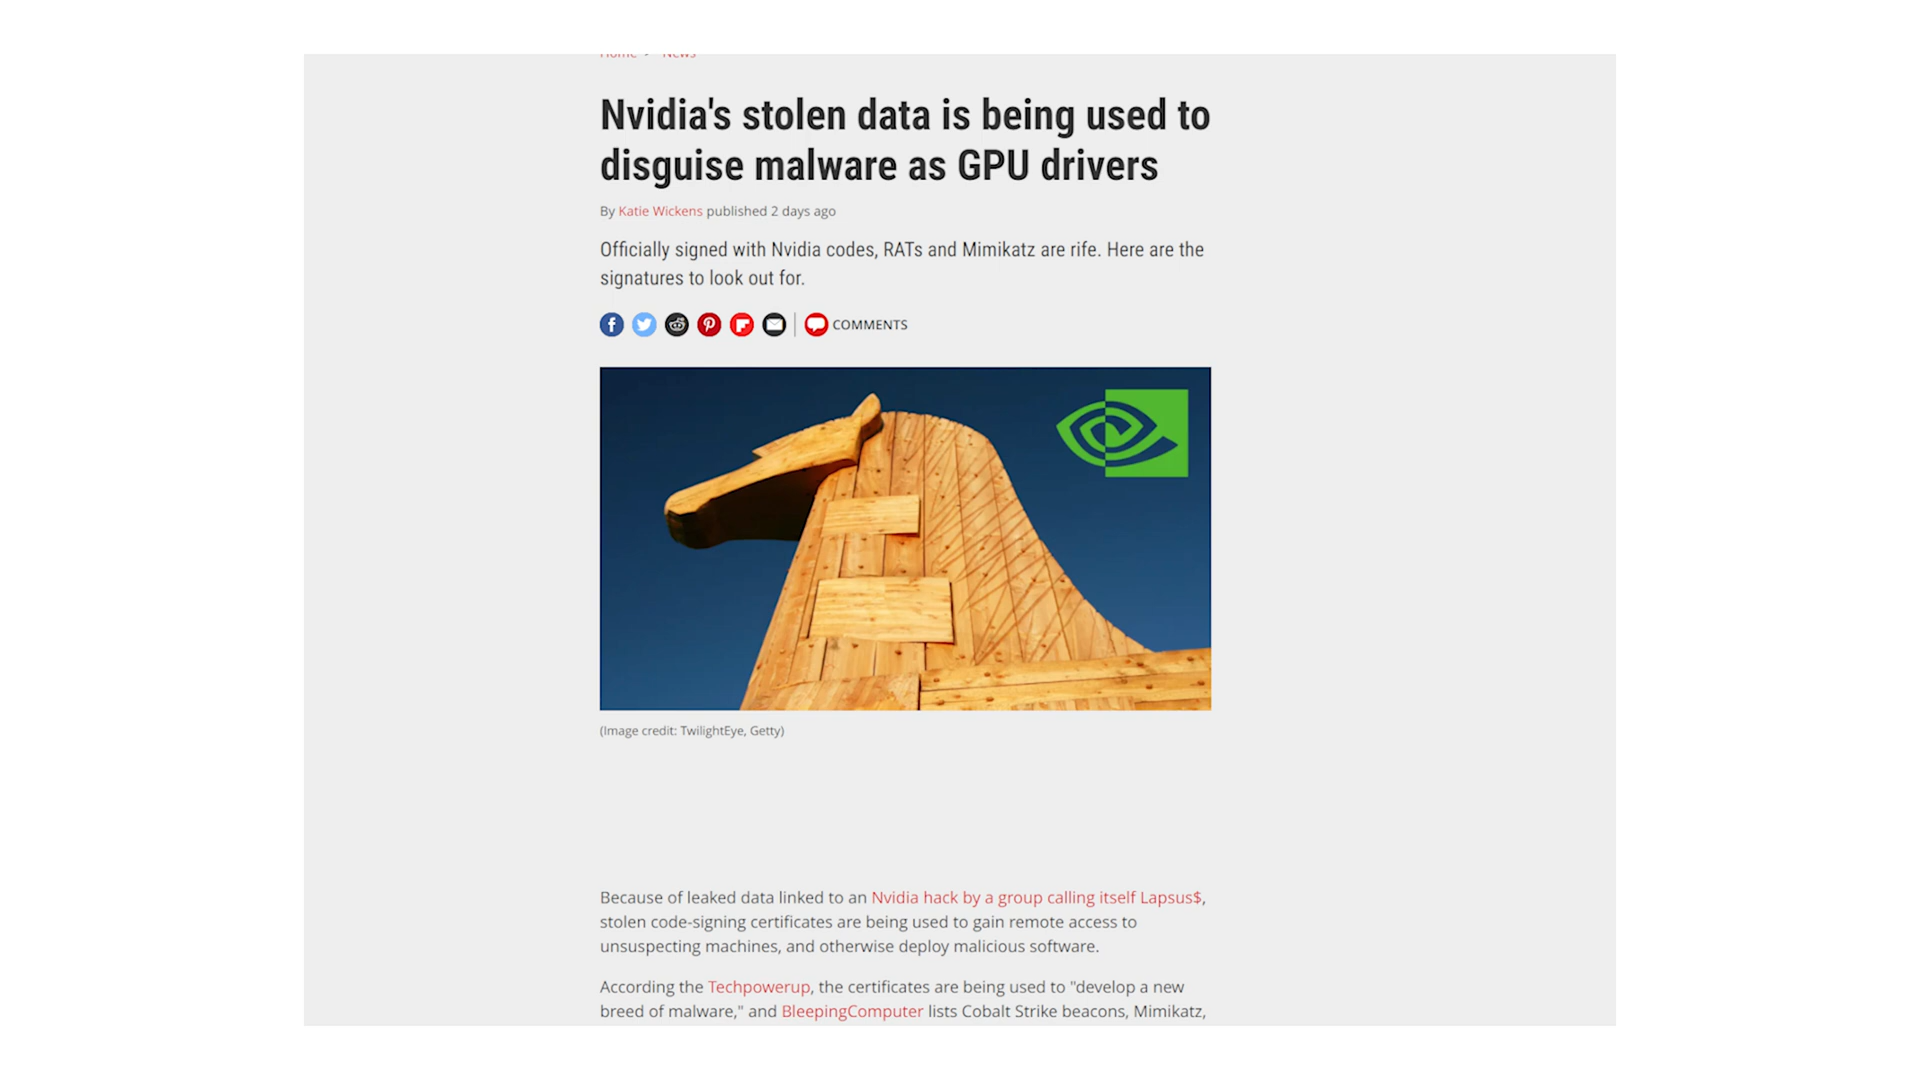 Home > News
Nvidia's stolen data is being used to
disguise malware as GPU drivers
By Katie Wickens published 2 days ago
Officially signed with Nvidia codes, RATs and Mimikatz are rife. Here are the
signatures to look out for.
COMMENTS
(Image credit: TwilightEye, Getty)
Because of leaked data linked to an Nvidia hack by a group calling itself Lapsus$,
stolen code-signing certificates are being used to gain remote access to
unsuspecting machines, and otherwise deploy malicious software.
According the Techpowerup, the certificates are being used to "develop a new
breed of malware," and BleepingComputer lists Cobalt Strike beacons, Mimikatz,